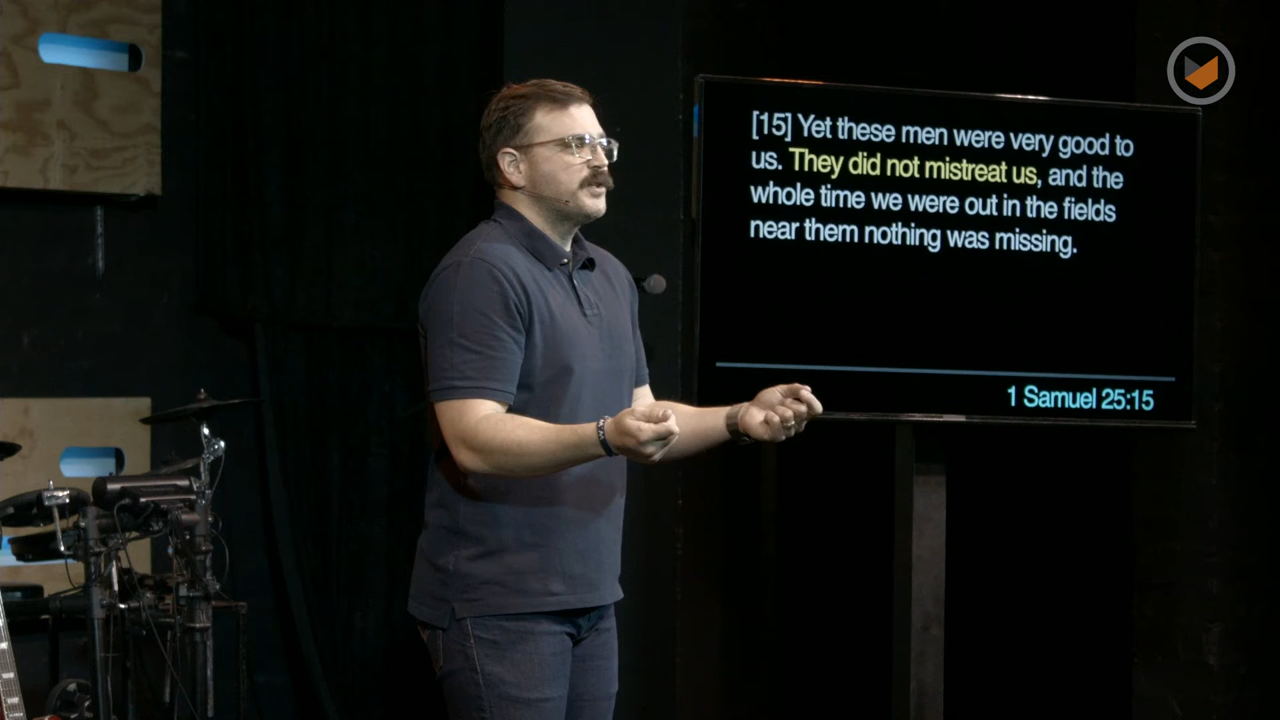 [15] Yet these men were very good to
us. They did not mistreat us, and the
whole time we were out in the fields
near them nothing was missing.
1 Samuel 25:15